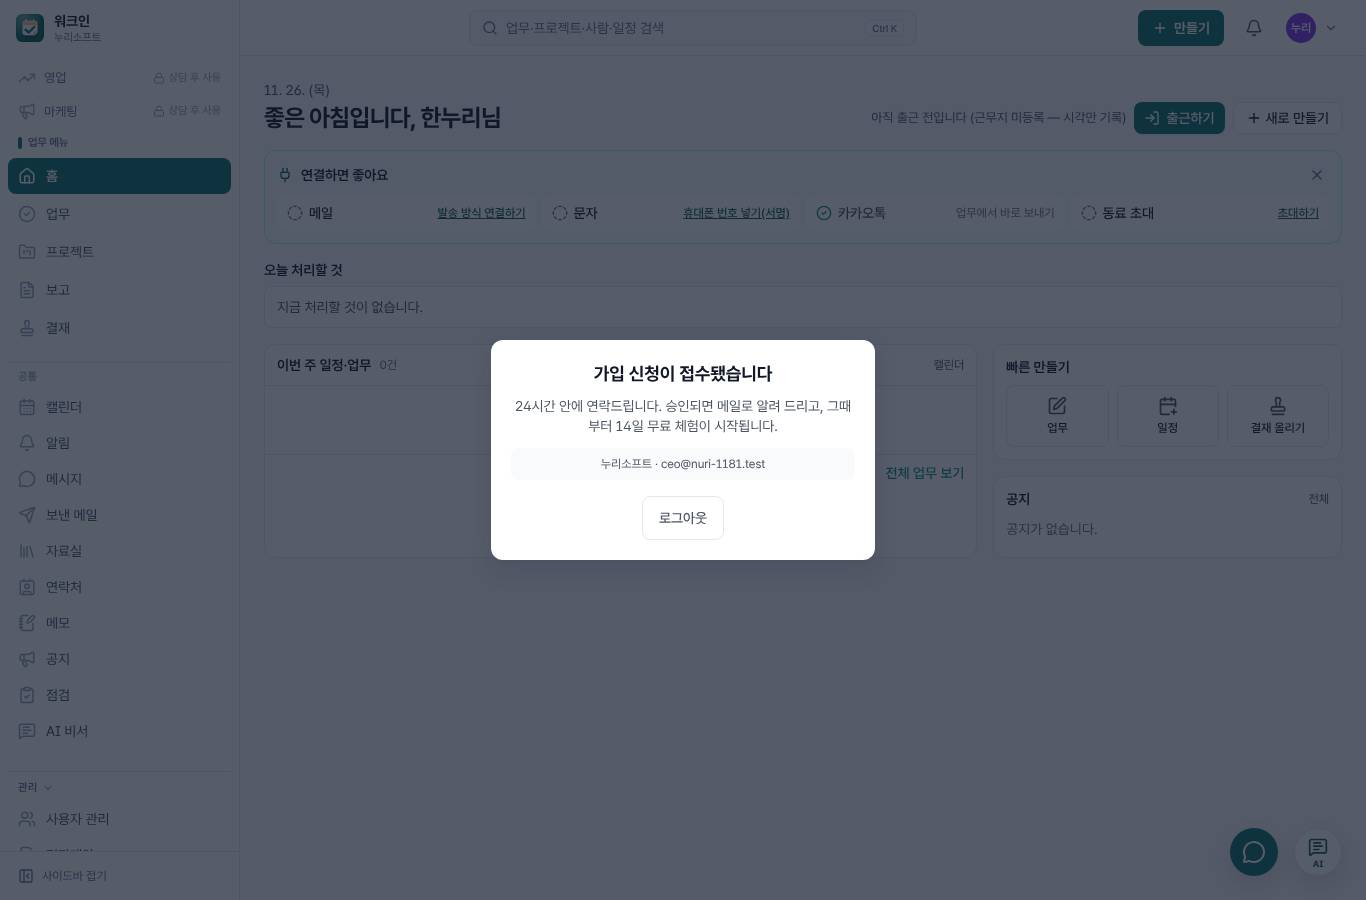 워크인
누리소프트
업무·프로젝트·사람·일정 검색
Ctrl K
만들기
누리
영업
상담 후 사용
마케팅
상담 후 사용
업무 메뉴
홈
업무
프로젝트
보고
결재
공통
캘린더
알림
메시지
보낸 메일
자료실
연락처
메모
공지
점검
AI 비서
관리
사용자 관리
사이드바 접기
11. 26. (목)
좋은 아침입니다, 한누리님
아직 출근 전입니다 (근무지 미등록 — 시각만 기록)
출근하기
새로 만들기
연결하면 좋아요
메일
발송 방식 연결하기
문자
휴대폰 번호 넣기(서명)
카카오톡
업무에서 바로 보내기
동료 초대
초대하기
오늘 처리할 것
지금 처리할 것이 없습니다.
이번 주 일정·업무
0건
캘린더
전체 업무 보기
빠른 만들기
업무
일정
결재 올리기
공지
전체
공지가 없습니다.
가입 신청이 접수됐습니다
24시간 안에 연락드립니다. 승인되면 메일로 알려 드리고, 그때
부터 14일 무료 체험이 시작됩니다.
누리소프트 · ceo@nuri-1181.test
로그아웃
AI